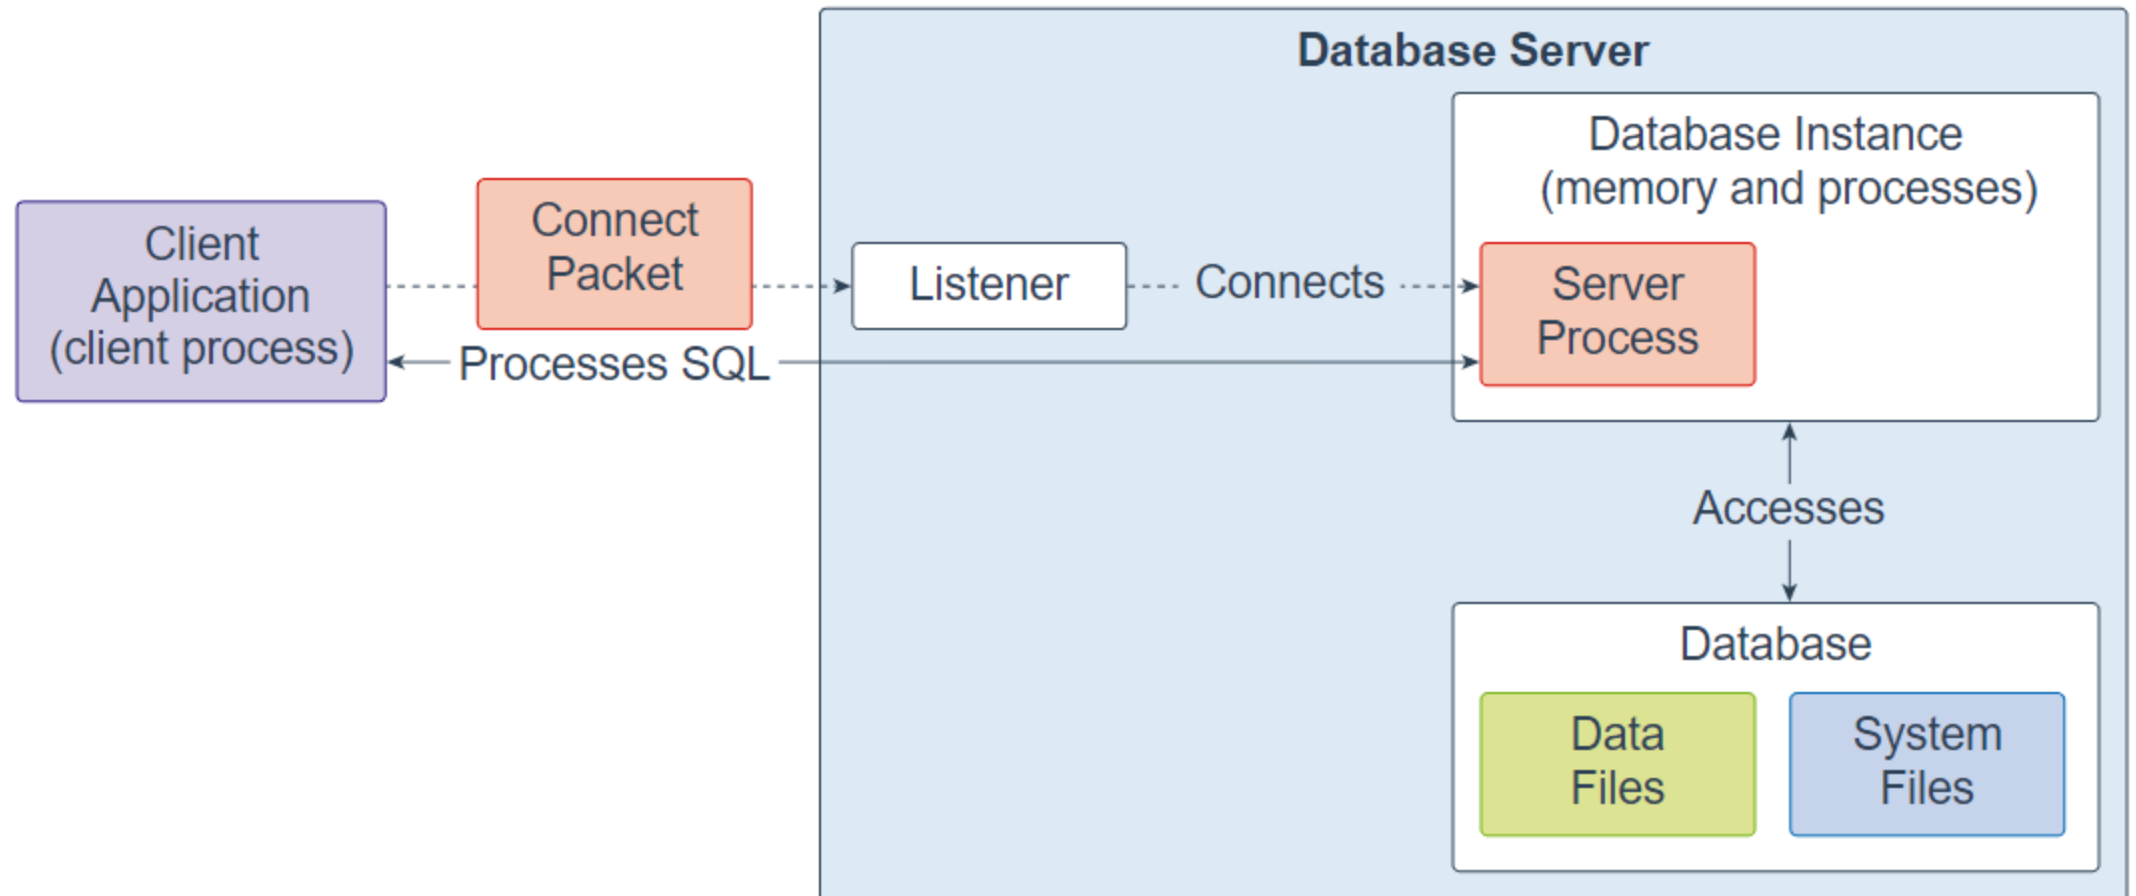 Database Server
Database Instance
(memory and processes)
Client
Application
(client process)
Connect
Packet
Listener
Connects
Server
Process
Processes SQL
Accesses
Database
Data
Files
System
Files